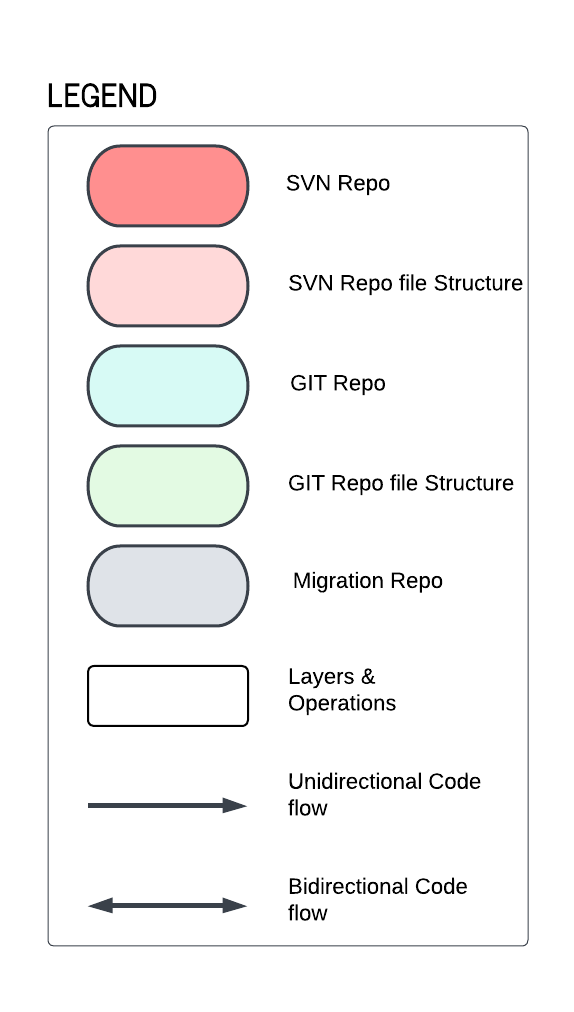 LEGEND
SVN Repo
SVN Repo file Structure
GIT Repo
GIT Repo file Structure
Migration Repo
Layers &
Operations
Unidirectional Code
flow
Bidirectional Code
flow